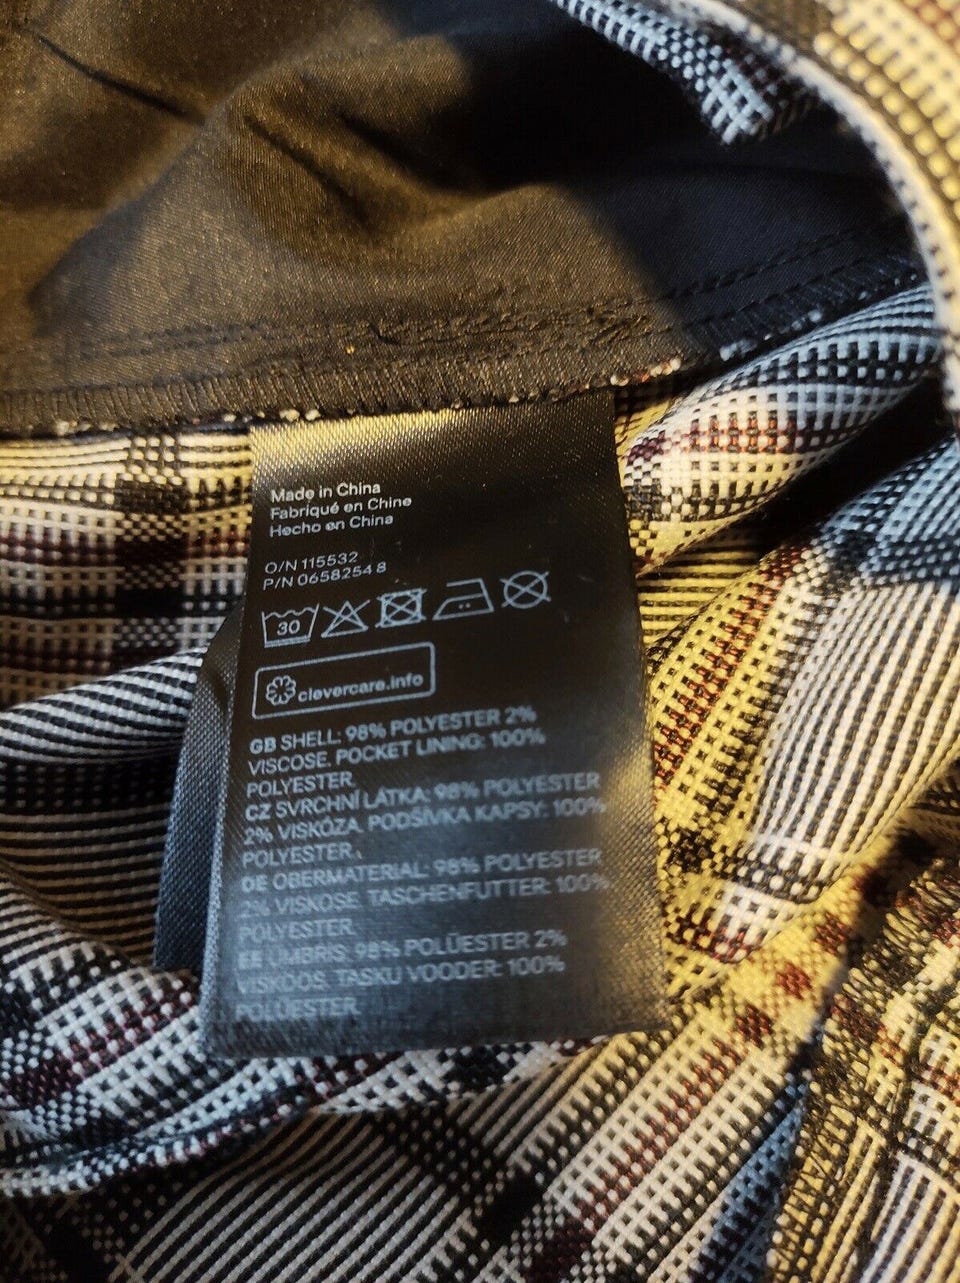 Made in China
Fabriqué en Chine
Hecho en China
O/N 115532
P/N 0658254 8
30
clevercare.info
GB SHELL: 98% POLYESTER 2%
VISCOSE. POCKET LINING: 100%
POLYESTER.
CZ SVRCHNÍ LÁTKA: 98% POLYESTER
2% VISKÓZA. PODŠÍVKA KAPSY: 100%
POLYESTER.
DE OBERMATERIAL: 98% POLYESTER
2% VISKOSE. TASCHENFUTTER: 100%
POLYESTER.
EE ÜMBRIS: 98% POLÜESTER 2%
VISKOOS. TASKU VOODER: 100%
POLÜESTER.